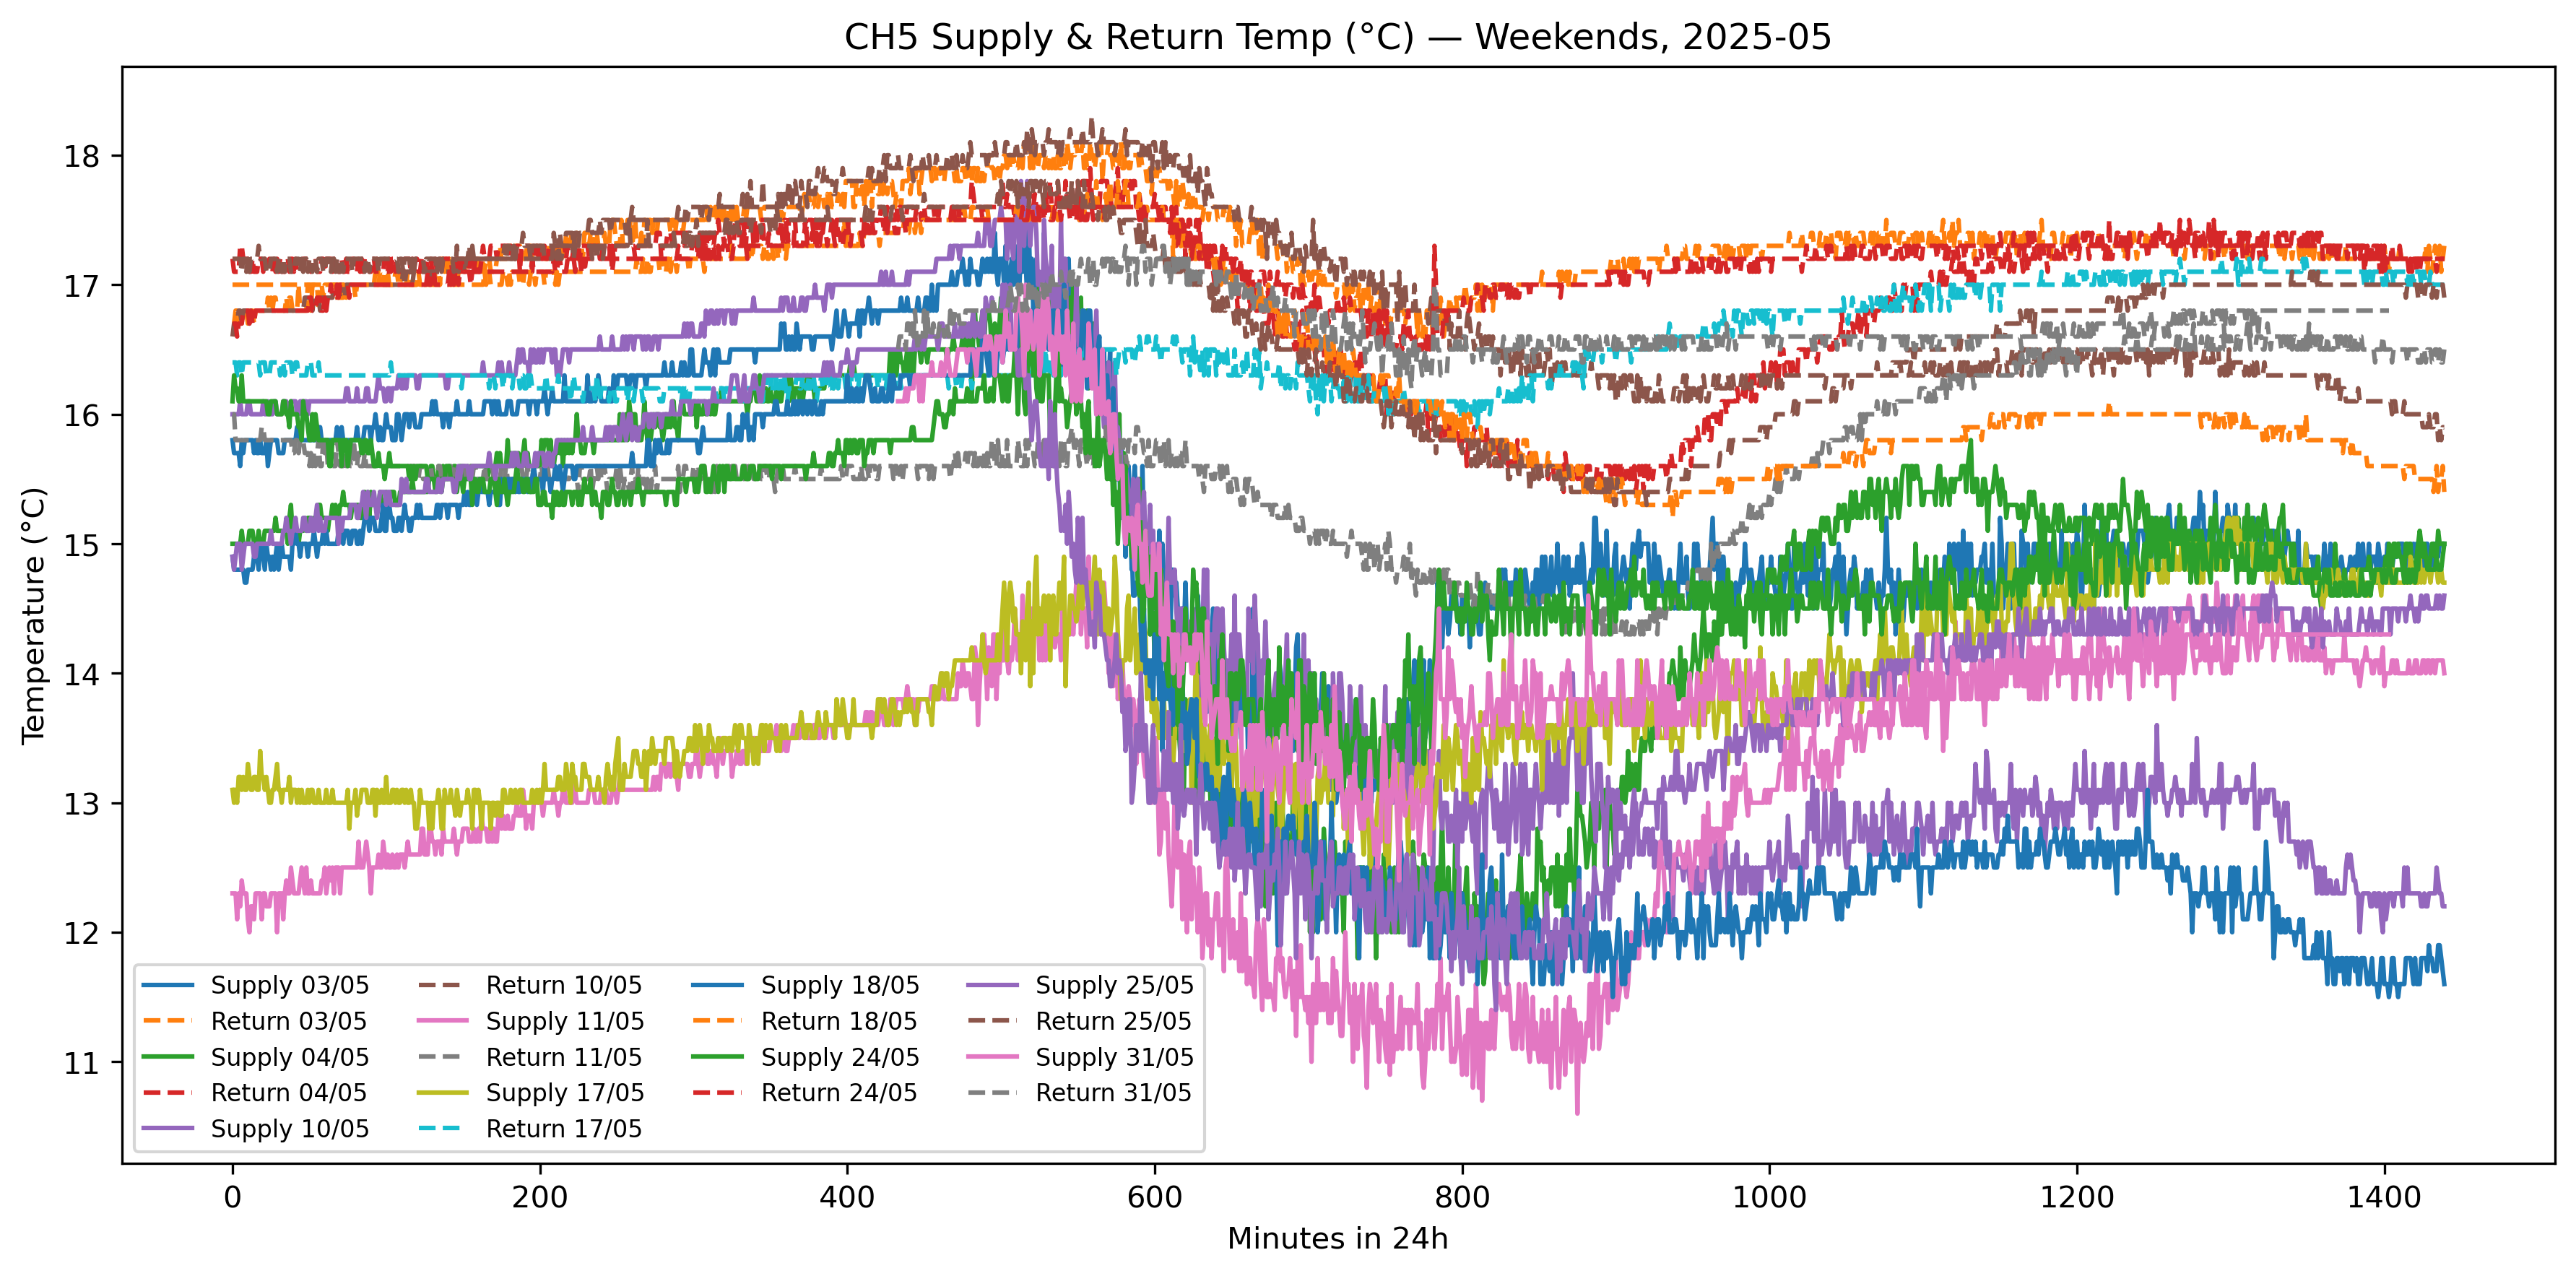 CH5 Supply & Return Temp (°C) — Weekends, 2025-05
Temperature (°C)
18
17
16
15
14
13
12
11
Supply 03/05
Return 03/05
Supply 04/05
Return 04/05
Supply 10/05
Return 10/05
Supply 11/05
Return 11/05
Supply 17/05
Return 17/05
Supply 18/05
Return 18/05
Supply 24/05
Return 24/05
Supply 25/05
Return 25/05
Supply 31/05
Return 31/05
0 200 400 600 800 1000 1200 1400
Minutes in 24h